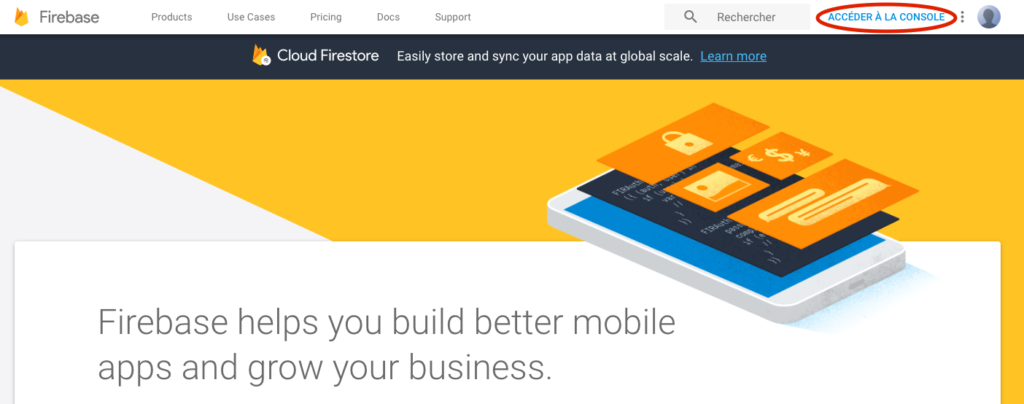 Firebase
Products
Use Cases
Pricing
Docs
Support
Rechercher
ACCÉDER À LA CONSOLE
Cloud Firestore
Easily store and sync your app data at global scale. Learn more
€ $ ¥
Firebase helps you build better mobile
apps and grow your business.